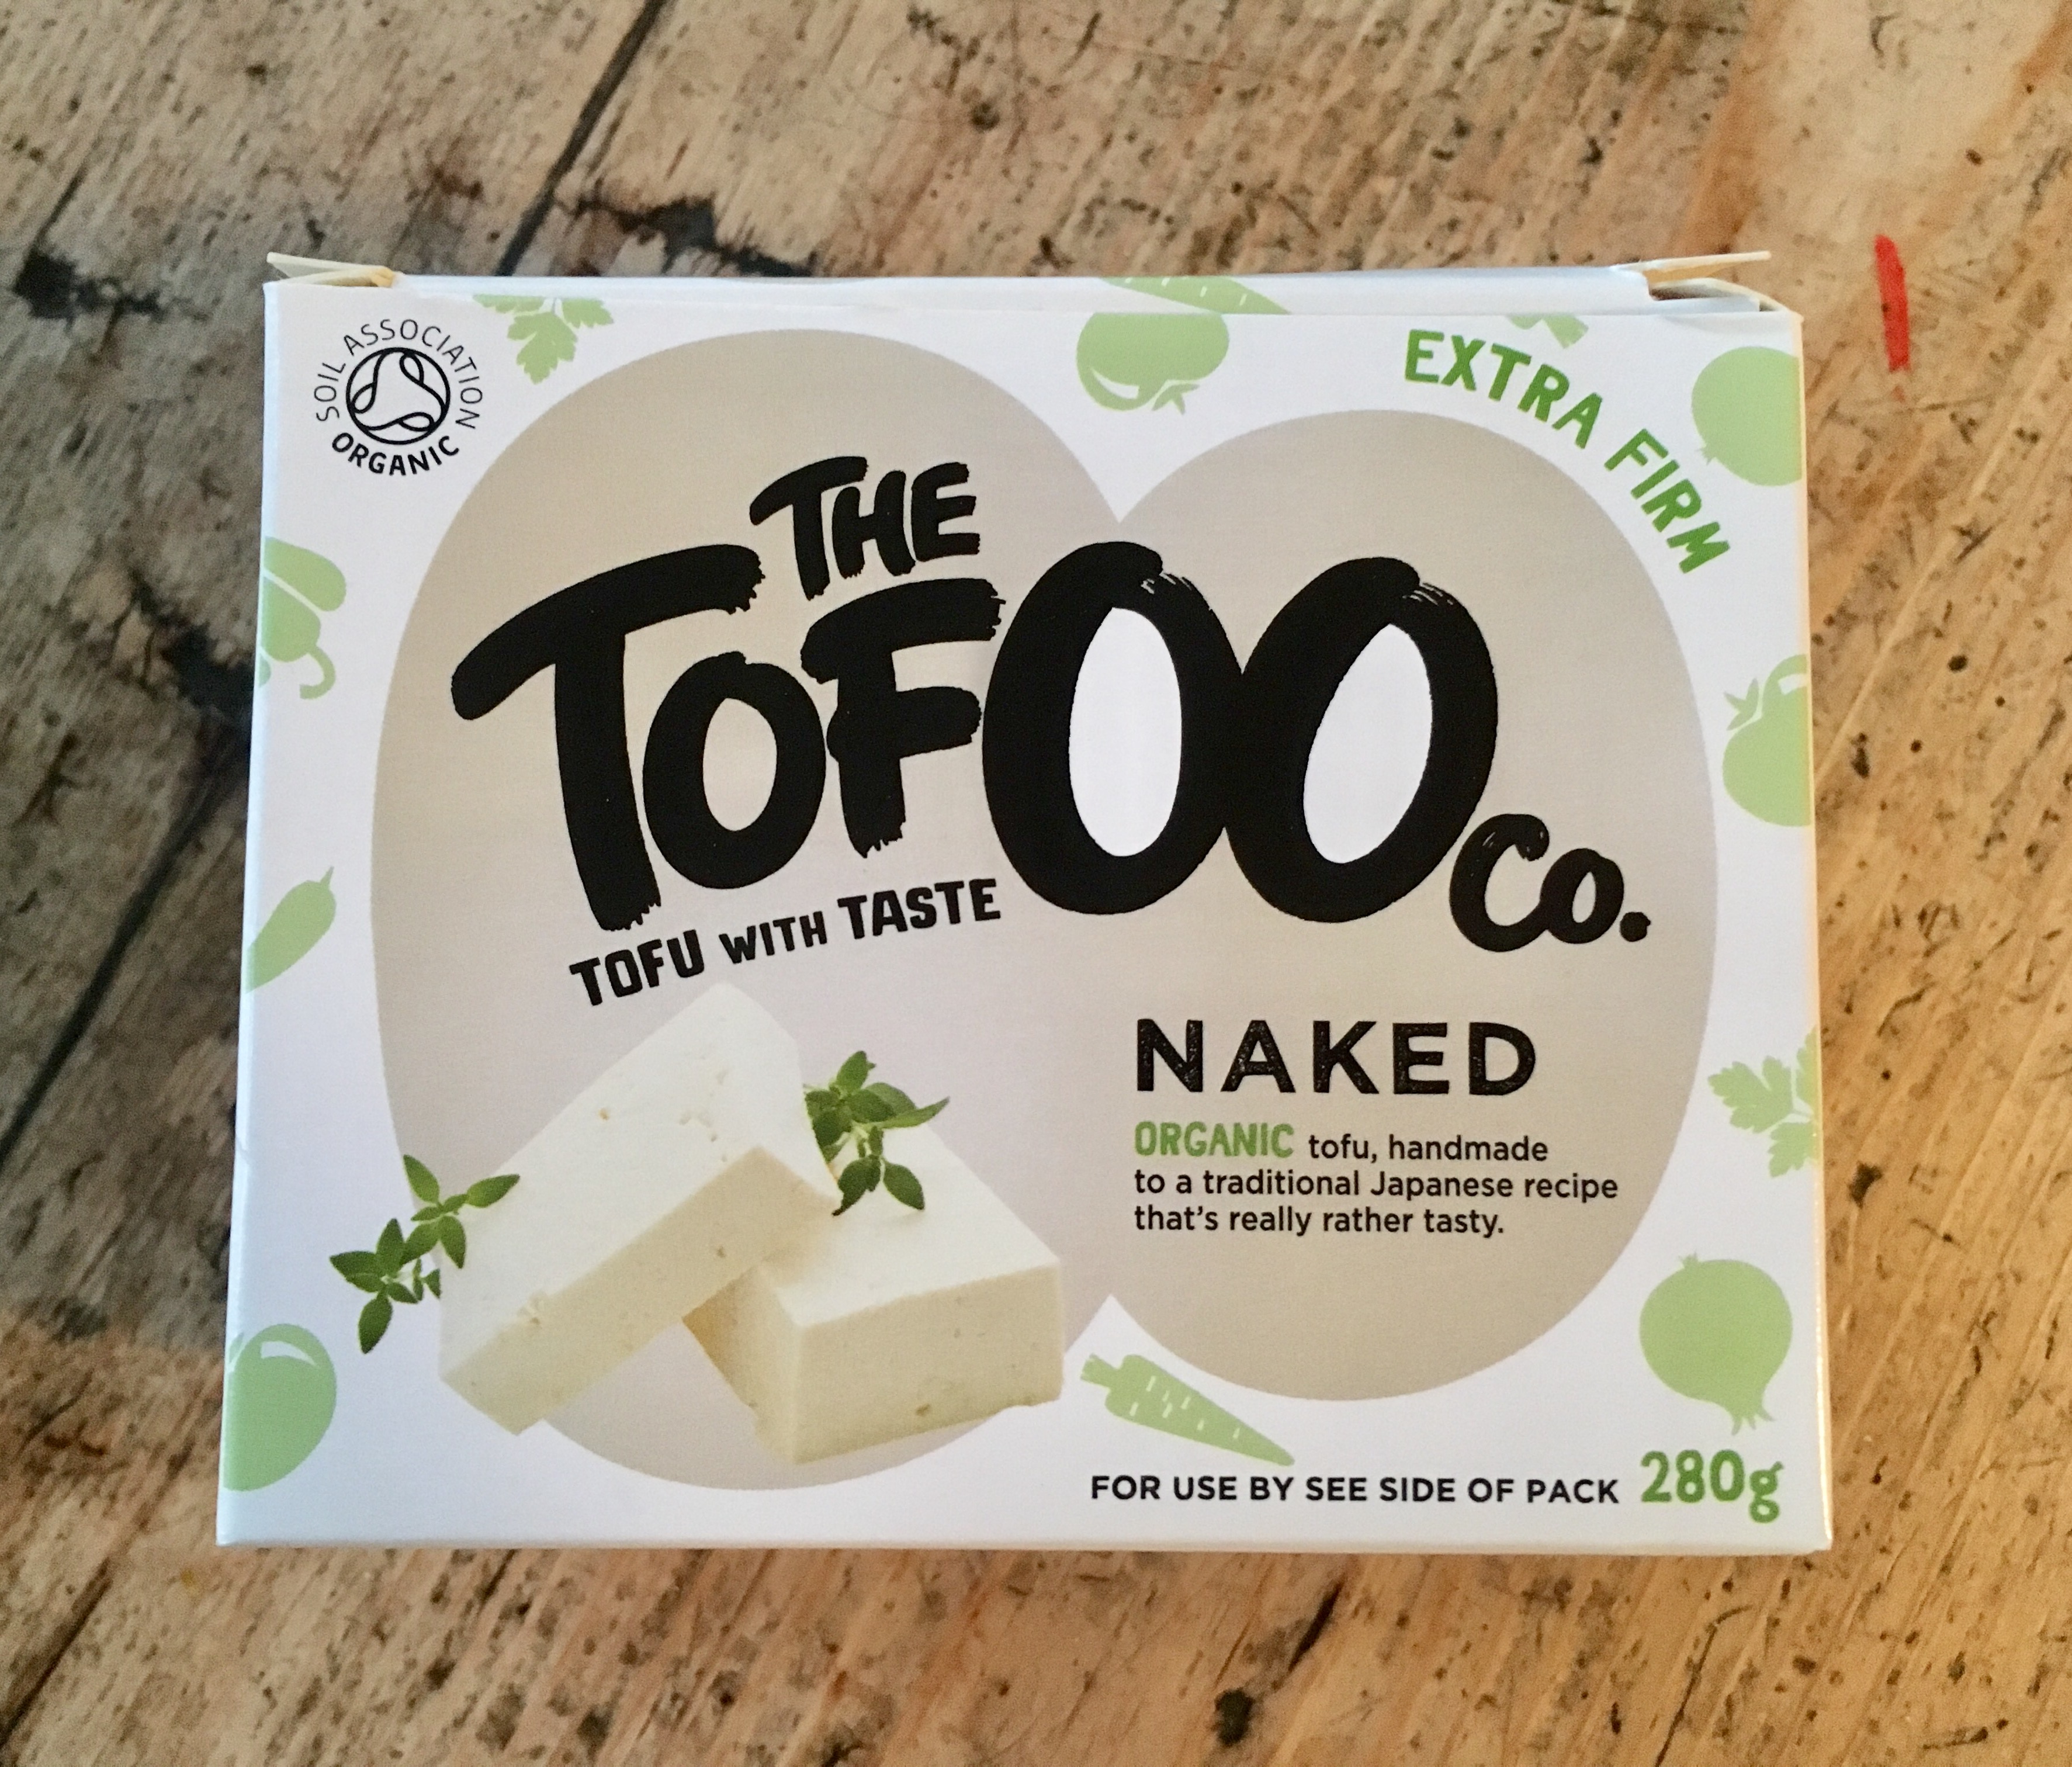 SOIL ASSOCIATION
ORGANIC
EXTRA FIRM
THE
TOFOO
Co.
TOFU WITH TASTE
NAKED
ORGANIC tofu, handmade
to a traditional Japanese recipe
that's really rather tasty.
FOR USE BY SEE SIDE OF PACK 280g